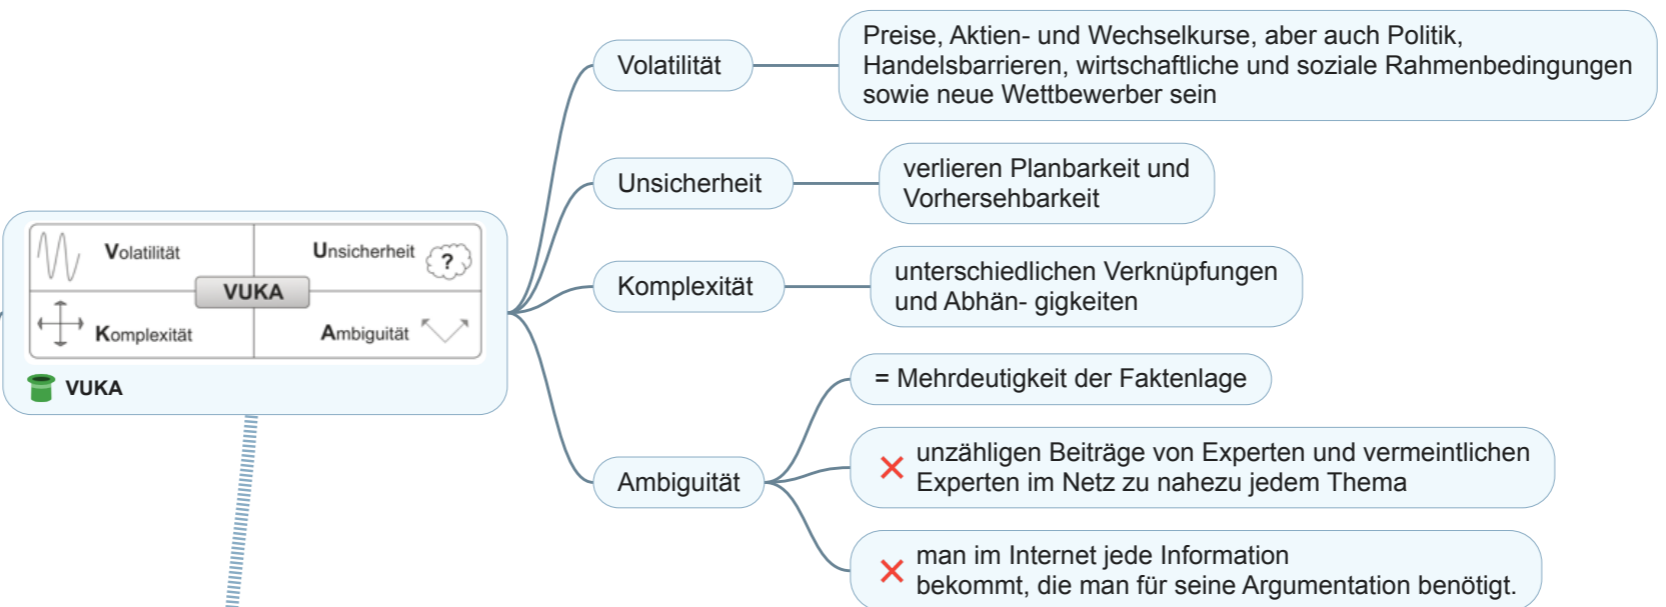 Volatilität
Unsicherheit
?
VUKA
Komplexität
Ambiguität
VUKA
Volatilität
Preise, Aktien- und Wechselkurse, aber auch Politik,
Handelsbarrieren, wirtschaftliche und soziale Rahmenbedingungen
sowie neue Wettbewerber sein
Unsicherheit
verlieren Planbarkeit und
Vorhersehbarkeit
Komplexität
unterschiedlichen Verknüpfungen
und Abhän- gigkeiten
Ambiguität
= Mehrdeutigkeit der Faktenlage
unzähligen Beiträge von Experten und vermeintlichen
Experten im Netz zu nahezu jedem Thema
man im Internet jede Information
bekommt, die man für seine Argumentation benötigt.